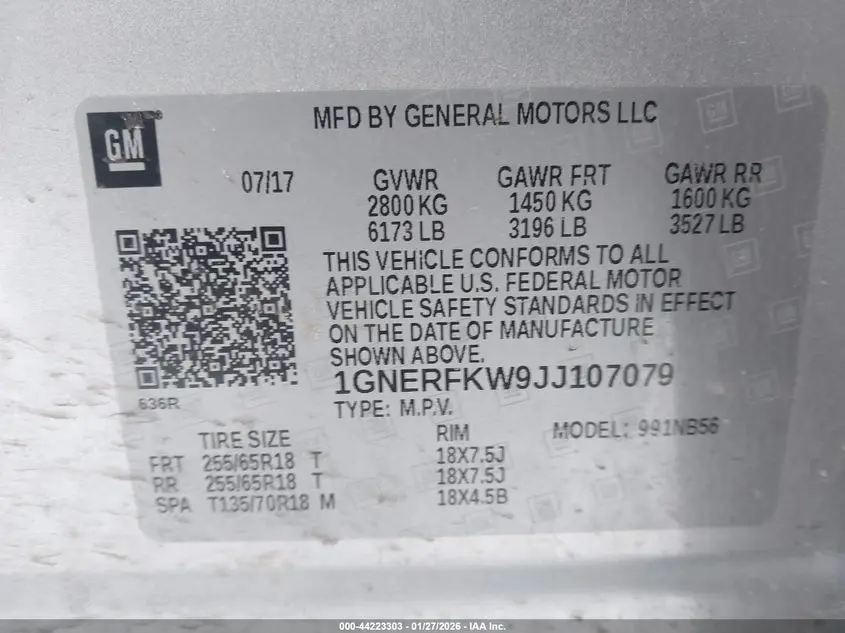 GM
MFD BY GENERAL MOTORS LLC
07/17
GVWR GAWR FRT GAWR RR
2800 KG 1450 KG 1600 KG
6173 LB 3196 LB 3527 LB
THIS VEHICLE CONFORMS TO ALL
APPLICABLE U.S. FEDERAL MOTOR
VEHICLE SAFETY STANDARDS IN EFFECT
ON THE DATE OF MANUFACTURE
SHOWN ABOVE.
1GNERFKW9JJ107079
636R
TYPE: M.P.V.
TIRE SIZE RIM MODEL: 991NB56
FRT 255/65R18 T 18X7.5J
RR 255/65R18 T 18X7.5J
SPA T135/70R18 M 18X4.5B
000-44223303 | 01/27/2026 - IAA Inc.